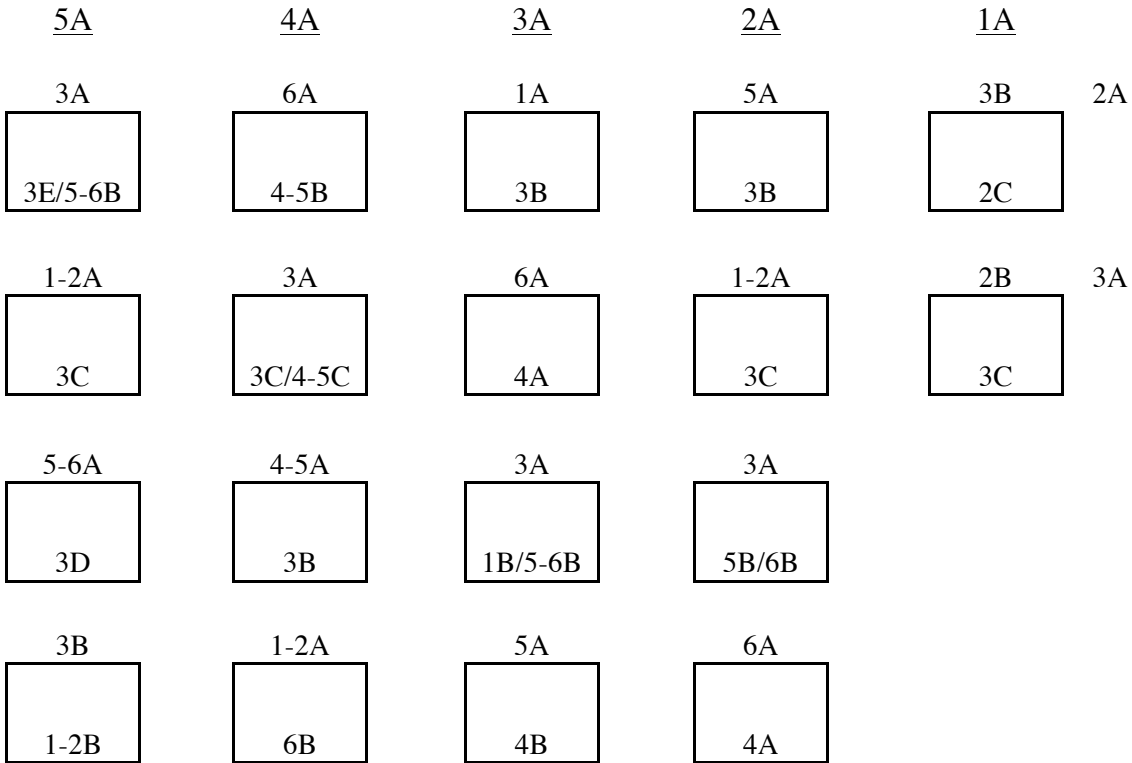 5A 4A 3A 2A 1A
3A 6A 1A 5A 3B 2A
3E/5-6B 4-5B 3B 3B 2C
1-2A 3A 6A 1-2A 2B 3A
3C 3C/4-5C 4A 3C 3C
5-6A 4-5A 3A 3A
3D 3B 1B/5-6B 5B/6B
3B 1-2A 5A 6A
1-2B 6B 4B 4A